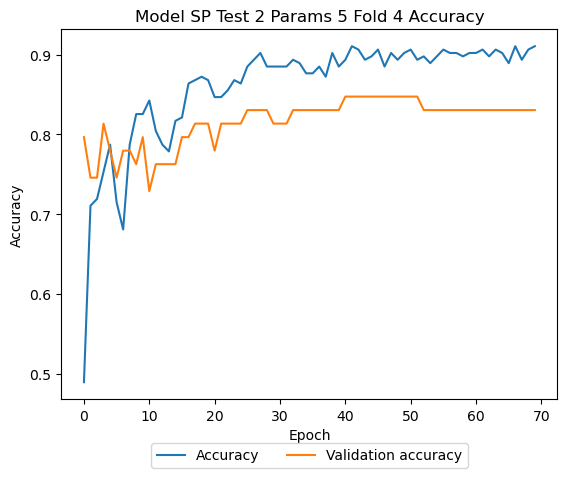 Model SP Test 2 Params 5 Fold 4 Accuracy
0.9
0.8
0.7
0.6
0.5
Accuracy
0 10 20 30 40 50 60 70
Epoch
Accuracy Validation accuracy